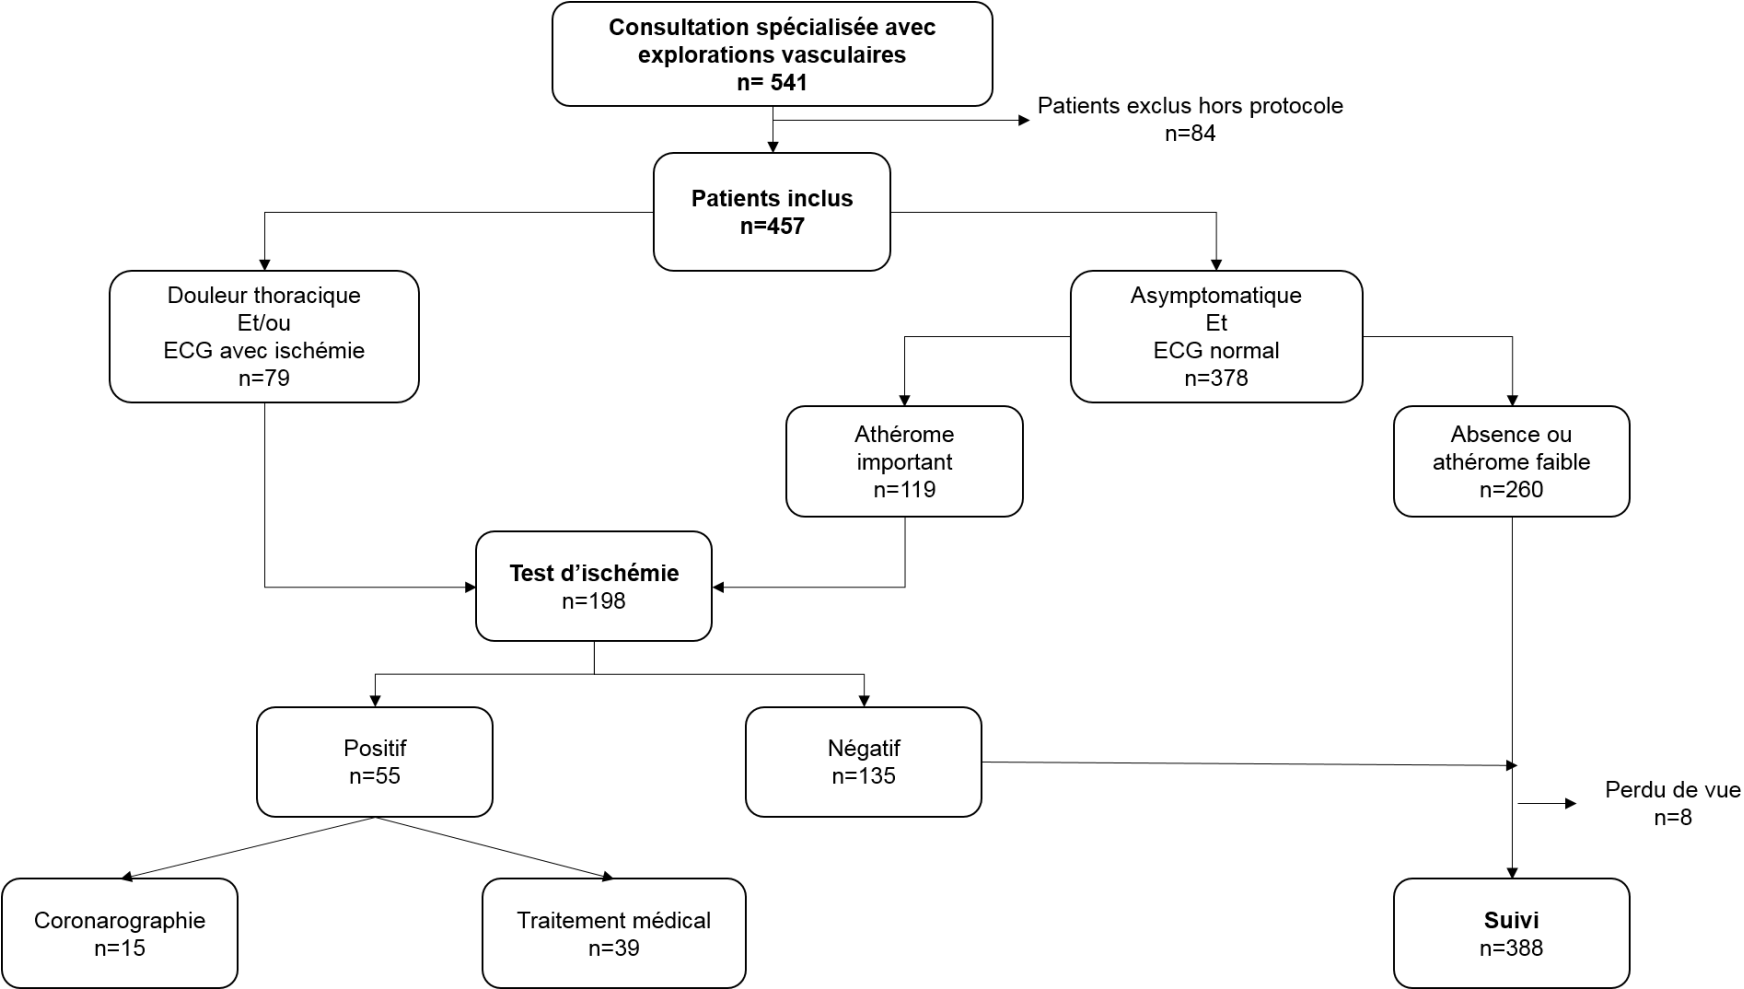 Consultation spécialisée avec
explorations vasculaires
n= 541
Patients exclus hors protocole
n=84
Patients inclus
n=457
Douleur thoracique
Et/ou
ECG avec ischémie
n=79
Asymptomatique
Et
ECG normal
n=378
Athérome
important
n=119
Absence ou
athérome faible
n=260
Test d’ischémie
n=198
Positif
n=55
Négatif
n=135
Perdu de vue
n=8
Coronarographie
n=15
Traitement médical
n=39
Suivi
n=388